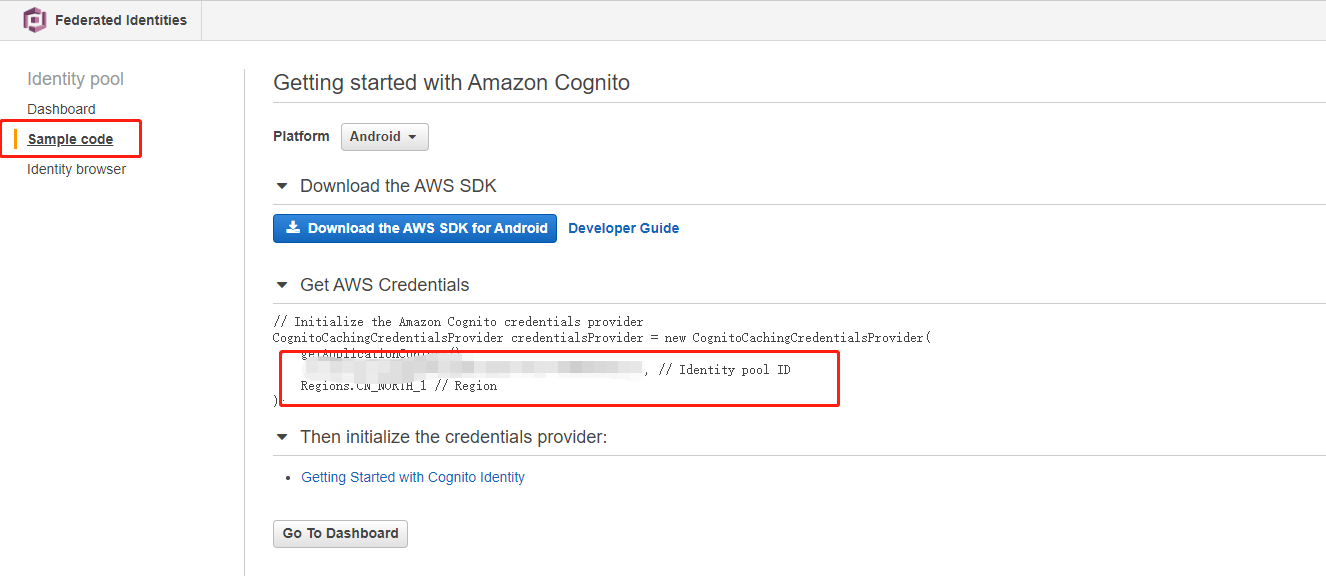 Federated Identities
Identity pool
Dashboard
Sample code
Identity browser
Getting started with Amazon Cognito
Platform
Android
Download the AWS SDK
Download the AWS SDK for Android
Developer Guide
Get AWS Credentials
// Initialize the Amazon Cognito credentials provider
CognitoCachingCredentialsProvider credentialsProvider = new CognitoCachingCredentialsProvider(
, // Identity pool ID
Regions.CN_NORTH_1 // Region
)
Then initialize the credentials provider:
Getting Started with Cognito Identity
Go To Dashboard